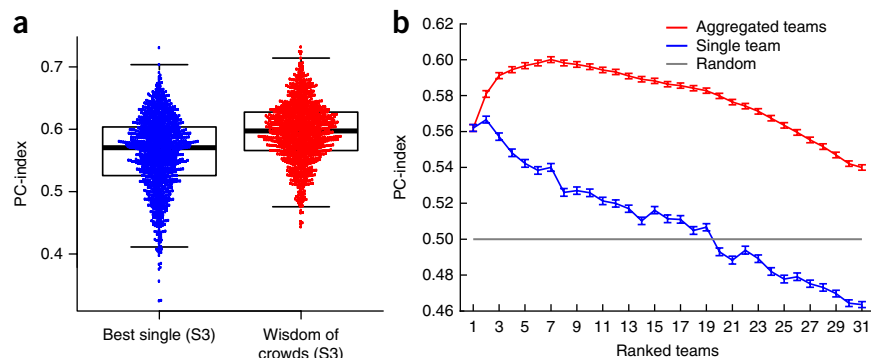 a
PC-index
0.7
0.6
0.5
0.4
Best single (S3)
Wisdom of
crowds (S3)
b
PC-index
0.62
0.60
0.58
0.56
0.54
0.52
0.50
0.48
0.46
Aggregated teams
Single team
Random
1 3 5 7 9 11 13 15 17 19 21 23 25 27 29 31
Ranked teams